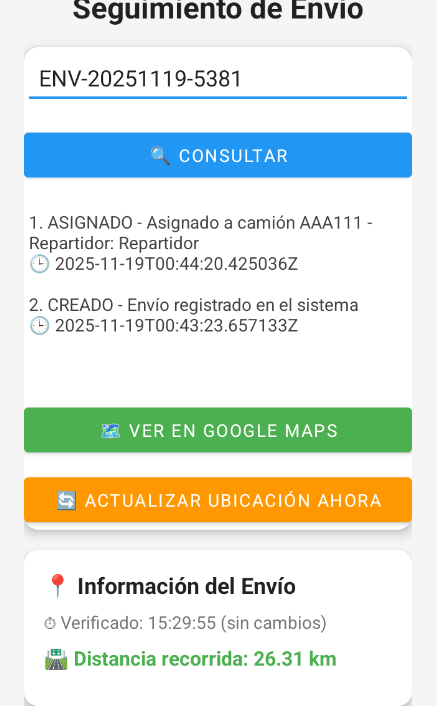 Seguimiento de Envío
ENV-20251119-5381
🔍 CONSULTAR
1. ASIGNADO - Asignado a camión AAA111 -
Repartidor: Repartidor
🕒 2025-11-19T00:44:20.425036Z
2. CREADO - Envío registrado en el sistema
🕒 2025-11-19T00:43:23.657133Z
🗺️ VER EN GOOGLE MAPS
🔄 ACTUALIZAR UBICACIÓN AHORA
📍 Información del Envío
⏱ Verificado: 15:29:55 (sin cambios)
🛣️ Distancia recorrida: 26.31 km